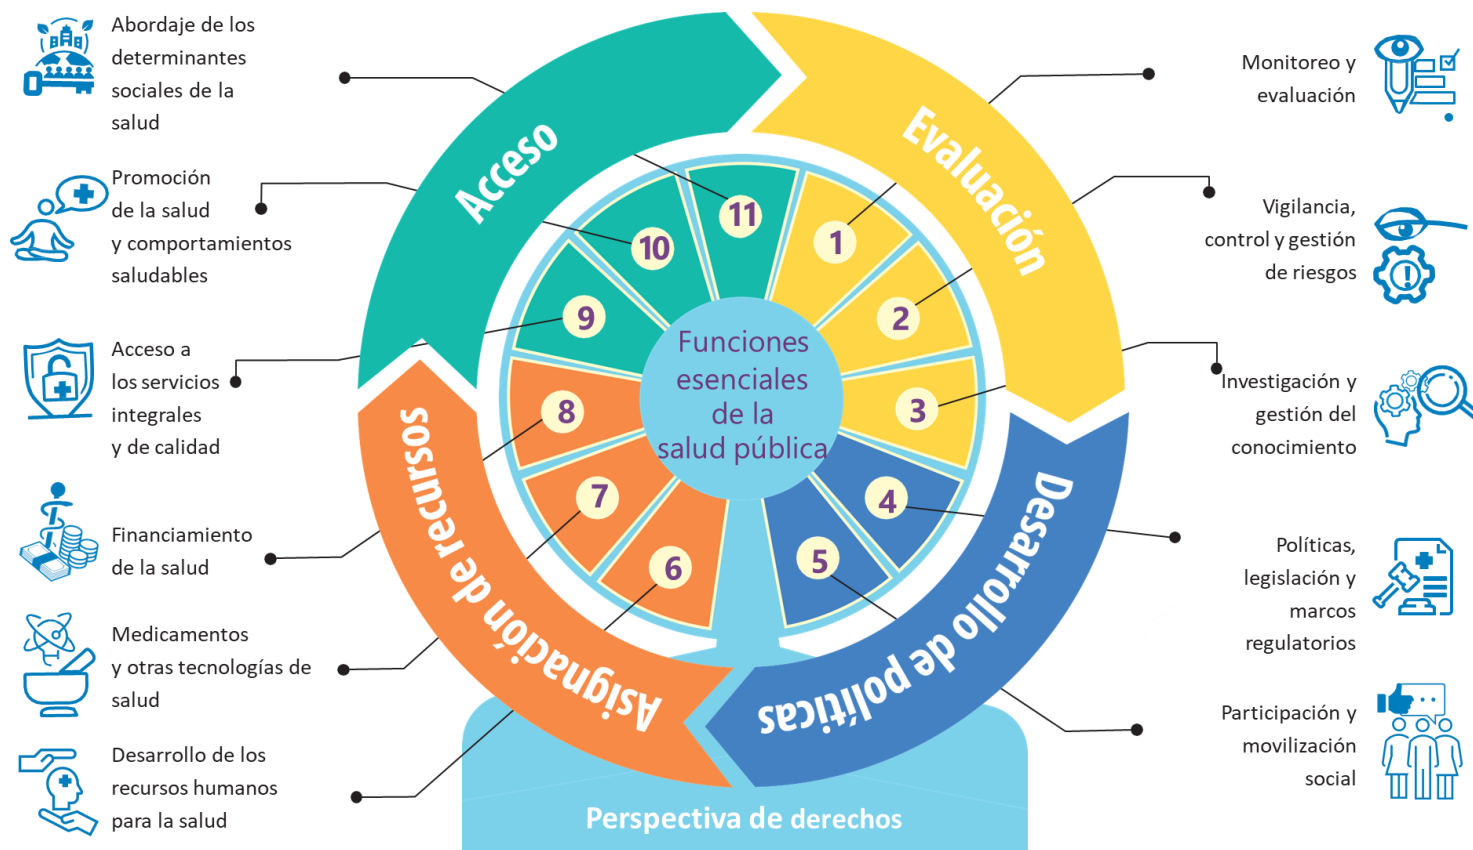 Abordaje de los
determinantes
sociales de la
salud
Promoción
de la salud
y comportamientos
saludables
Acceso a
los servicios
integrales
y de calidad
Financiamiento
de la salud
Medicamentos
y otras tecnologías de
salud
Desarrollo de los
recursos humanos
para la salud
Acceso
Evaluación
Desarrollo de políticas
Asignación de recursos
11
1
2
3
4
5
6
7
8
9
10
Funciones
esenciales
de la
salud pública
Perspectiva de derechos
Monitoreo y
evaluación
Vigilancia,
control y gestión
de riesgos
Investigación y
gestión del
conocimiento
Políticas,
legislación y
marcos
regulatorios
Participación y
movilización
social